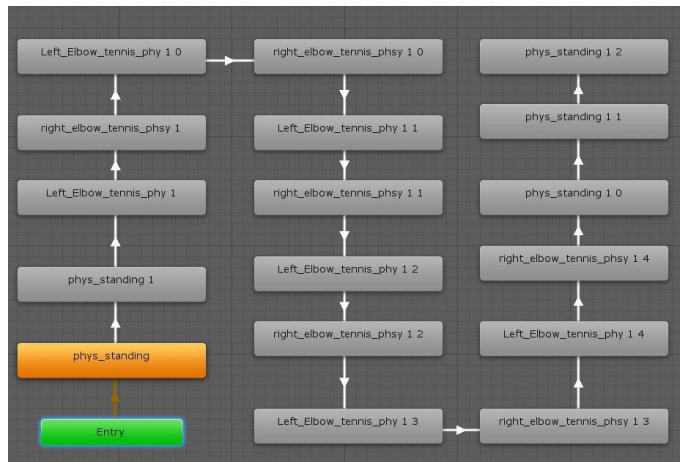 Left_Elbow_tennis_phy 1 0
right_elbow_tennis_phsy 1 0
phys_standing 1 2
right_elbow_tennis_phsy 1
Left_Elbow_tennis_phy 1 1
phys_standing 1 1
Left_Elbow_tennis_phy 1
right_elbow_tennis_phsy 1 1
phys_standing 1 0
phys_standing 1
Left_Elbow_tennis_phy 1 2
right_elbow_tennis_phsy 1 4
phys_standing
right_elbow_tennis_phsy 1 2
Left_Elbow_tennis_phy 1 4
Entry
Left_Elbow_tennis_phy 1 3
right_elbow_tennis_phsy 1 3